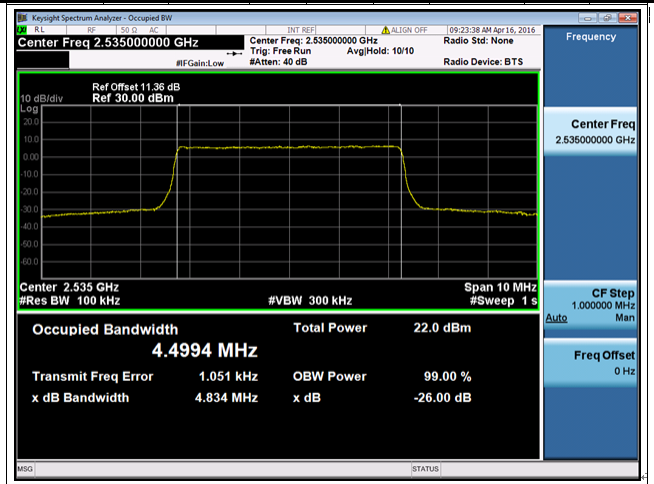 Keysight Spectrum Analyzer - Occupied BW
RL RF 50 Ω AC INT REF ALIGN OFF 09:23:38 AM Apr 16, 2016
Center Freq 2.535000000 GHz
Center Freq: 2.535000000 GHz Radio Std: None
Trig: Free Run Avg|Hold: 10/10
#IFGain:Low #Atten: 40 dB Radio Device: BTS
Ref Offset 11.36 dB
10 dB/div Ref 30.00 dBm
Log
20.0
10.0
0.00
-10.0
-20.0
-30.0
-40.0
-50.0
-60.0
Center 2.535 GHz Span 10 MHz
#Res BW 100 kHz #VBW 300 kHz #Sweep 1 s
Occupied Bandwidth Total Power 22.0 dBm
4.4994 MHz
Transmit Freq Error 1.051 kHz OBW Power 99.00 %
x dB Bandwidth 4.834 MHz x dB -26.00 dB
MSG STATUS
Frequency
Center Freq
2.535000000 GHz
CF Step
1.000000 MHz
Auto Man
Freq Offset
0 Hz